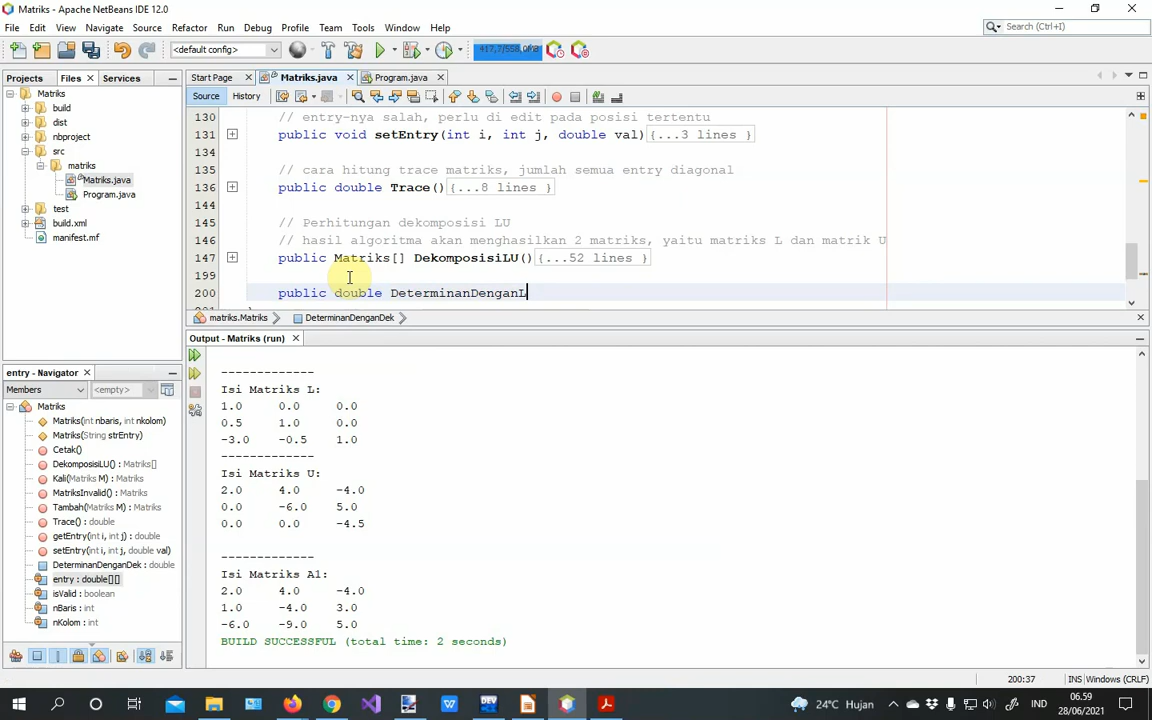 Matriks - Apache NetBeans IDE 12.0
File Edit View Navigate Source Refactor Run Debug Profile Team Tools Window Help
Search (Ctrl+I)
<default config>
417,7/558,0MB
Projects Files Services
Start Page Matriks.java Program.java
Source History
Matriks
build
dist
nbproject
src
matriks
Matriks.java
Program.java
test
build.xml
manifest.mf
130 // entry-nya salah, perlu di edit pada posisi tertentu
131 public void setEntry(int i, int j, double val){...3 lines }
134
135 // cara hitung trace matriks, jumlah semua entry diagonal
136 public double Trace(){...8 lines }
144
145 // Perhitungan dekomposisi LU
146 // hasil algoritma akan menghasilkan 2 matriks, yaitu matriks L dan matrik U
147 public Matriks[] DekomposisiLU(){...52 lines }
199
200 public double DeterminanDenganL
matriks.Matriks DeterminanDenganDek
Output - Matriks (run)
-------------
Isi Matriks L:
1.0 0.0 0.0
0.5 1.0 0.0
-3.0 -0.5 1.0
-------------
Isi Matriks U:
2.0 4.0 -4.0
0.0 -6.0 5.0
0.0 0.0 -4.5
-------------
Isi Matriks A1:
2.0 4.0 -4.0
1.0 -4.0 3.0
-6.0 -9.0 5.0
BUILD SUCCESSFUL (total time: 2 seconds)
entry - Navigator
Members <empty>
Matriks
Matriks(int nbaris, int nkolom)
Matriks(String strEntry)
Cetak()
DekomposisiLU() : Matriks[]
Kali(Matriks M) : Matriks
MatriksInvalid() : Matriks
Tambah(Matriks M) : Matriks
Trace() : double
getEntry(int i, int j) : double
setEntry(int i, int j, double val)
DeterminanDenganDek : double
entry : double[][]
isValid : boolean
nBaris : int
nKolom : int
200:37 INS Windows (CRLF)
24°C Hujan
IND
06.59
28/06/2021